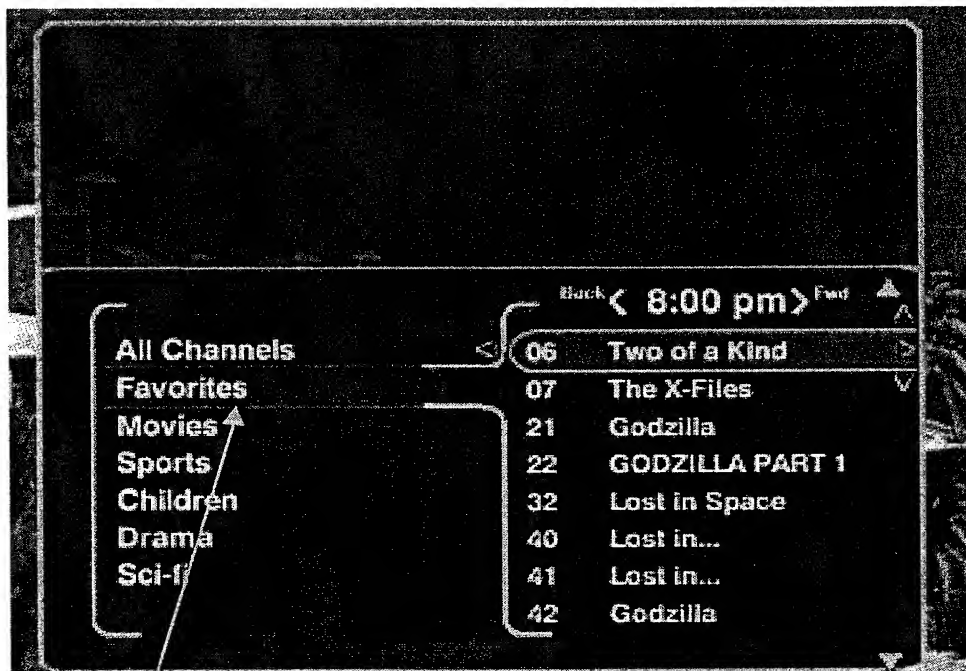 Back < 8:00 pm > Fwd
All Channels
Favorites
Movies
Sports
Children
Drama
Sci-fi
< 06 Two of a Kind >
07 The X-Files
21 Godzilla
22 GODZILLA PART 1
32 Lost in Space
40 Lost in...
41 Lost in...
42 Godzilla